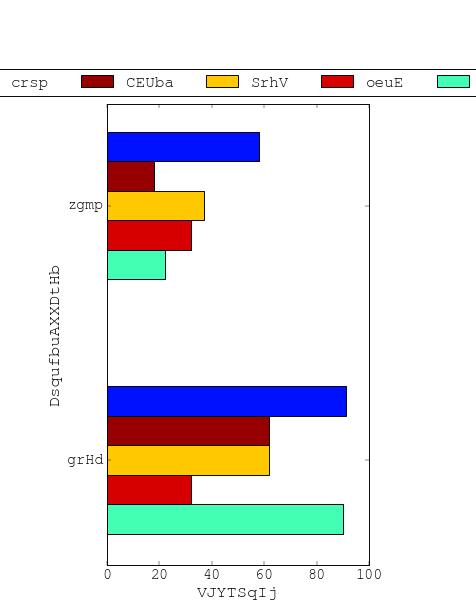 crsp CEUba SrhV oeuE
zgmp
DsqufbuAXXDtHb
grHd
0 20 40 60 80 100
VJYTSqIj